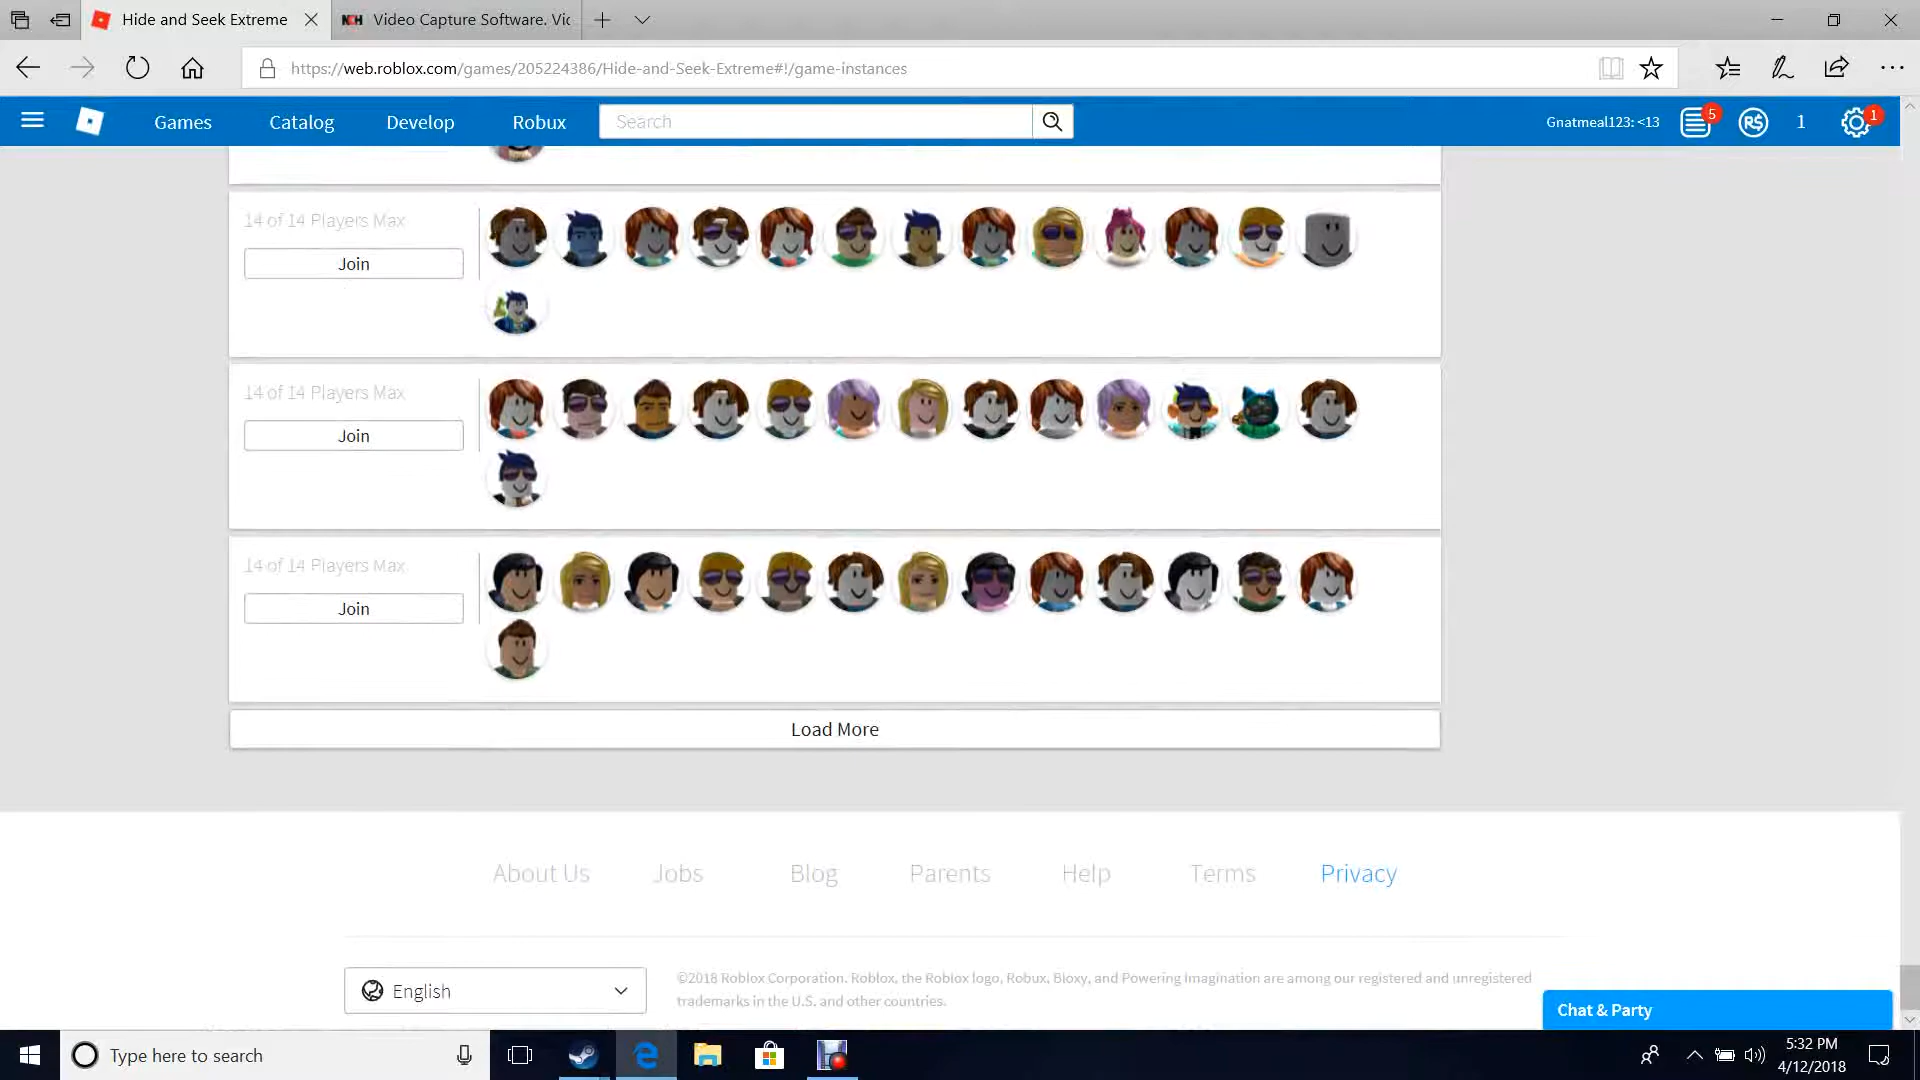 Hide and Seek Extreme
NCH Video Capture Software. Vic
https://web.roblox.com/games/205224386/Hide-and-Seek-Extreme#!/game-instances
Games Catalog Develop Robux Search Gnatmeal123: <13 5 R$ 1 1
14 of 14 Players Max
Join
14 of 14 Players Max
Join
14 of 14 Players Max
Join
Load More
About Us Jobs Blog Parents Help Terms Privacy
English
©2018 Roblox Corporation. Roblox, the Roblox logo, Robux, Bloxy, and Powering Imagination are among our registered and unregistered
trademarks in the U.S. and other countries.
Chat & Party
Type here to search
5:32 PM
4/12/2018